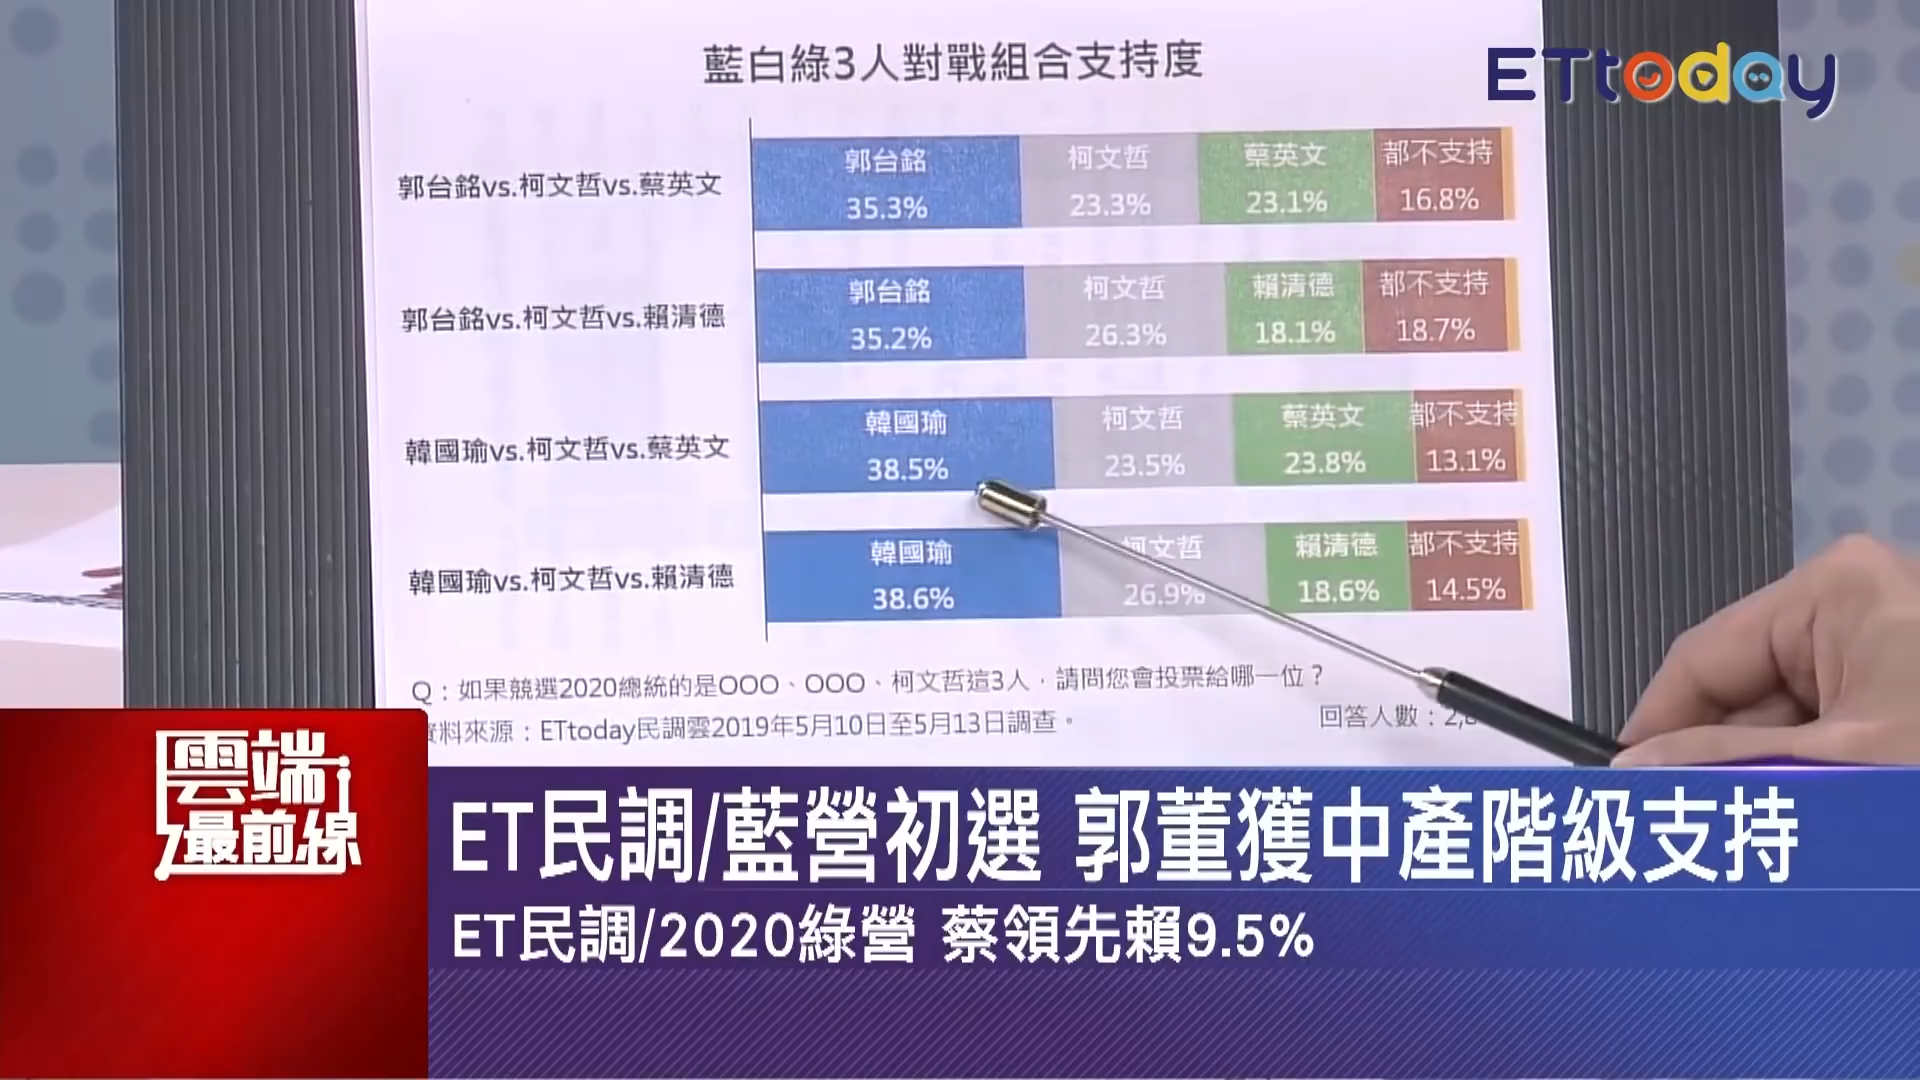 藍白綠3人對戰組合支持度
ETtoday
郭台銘vs.柯文哲vs.蔡英文
郭台銘
35.3%
柯文哲
23.3%
蔡英文
23.1%
都不支持
16.8%
郭台銘vs.柯文哲vs.賴清德
郭台銘
35.2%
柯文哲
26.3%
賴清德
18.1%
都不支持
18.7%
韓國瑜vs.柯文哲vs.蔡英文
韓國瑜
38.5%
柯文哲
23.5%
蔡英文
23.8%
都不支持
13.1%
韓國瑜vs.柯文哲vs.賴清德
韓國瑜
38.6%
柯文哲
26.9%
賴清德
18.6%
都不支持
14.5%
Q：如果競選2020總統的是OOO、OOO、柯文哲這3人，請問您會投票給哪一位？
資料來源：ETtoday民調雲2019年5月10日至5月13日調查。
回答人數：
雲端
最前線
ET民調/藍營初選 郭董獲中產階級支持
ET民調/2020綠營 蔡領先賴9.5%